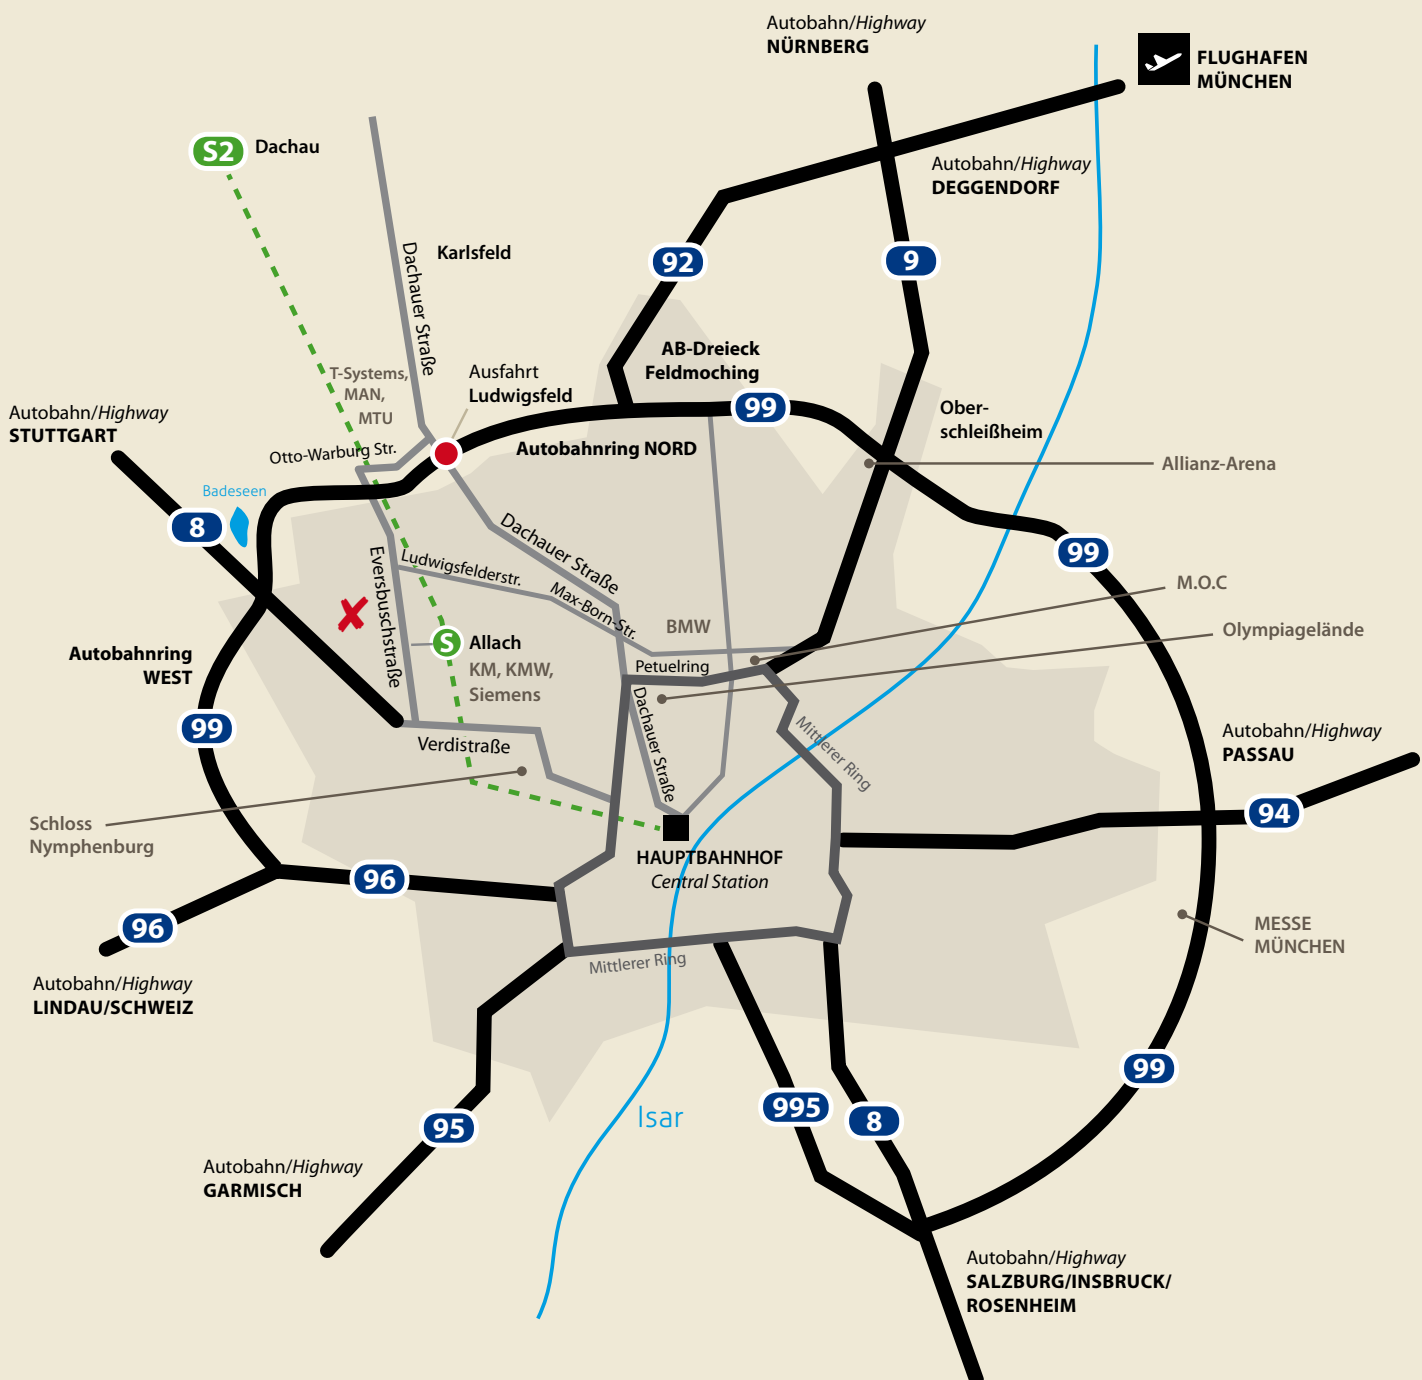 Autobahn/Highway
NÜRNBERG
FLUGHAFEN
MÜNCHEN
S2
Dachau
Autobahn/Highway
DEGGENDORF
Karlsfeld
Dachauer Straße
92
9
AB-Dreieck
Feldmoching
T-Systems,
MAN,
MTU
Ausfahrt
Ludwigsfeld
99
Ober-
schleißheim
Autobahn/Highway
STUTTGART
Otto-Warburg Str.
Autobahnring NORD
Allianz-Arena
Badeseen
8
Dachauer Straße
99
Eversbuschstraße
Ludwigsfelderstr.
Max-Born-Str.
M.O.C
BMW
Olympiagelände
S
Allach
KM, KMW,
Siemens
Autobahnring
WEST
Petuelring
Dachauer Straße
Mittlerer Ring
99
Verdistraße
Autobahn/Highway
PASSAU
94
Schloss
Nymphenburg
HAUPTBAHNHOF
Central Station
96
96
MESSE
MÜNCHEN
Mittlerer Ring
Autobahn/Highway
LINDAU/SCHWEIZ
99
995
8
Isar
95
Autobahn/Highway
GARMISCH
Autobahn/Highway
SALZBURG/INSBRUCK/
ROSENHEIM